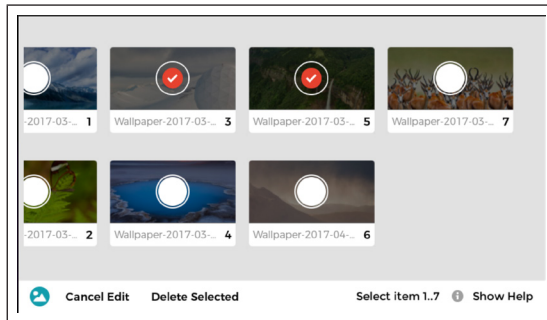 -2017-03-... 1
Wallpaper-2017-03-... 3
Wallpaper-2017-03-... 5
Wallpaper-2017-03-... 7
-2017-03-... 2
Wallpaper-2017-03-... 4
Wallpaper-2017-04-... 6
Cancel Edit Delete Selected Select item 1..7 Show Help